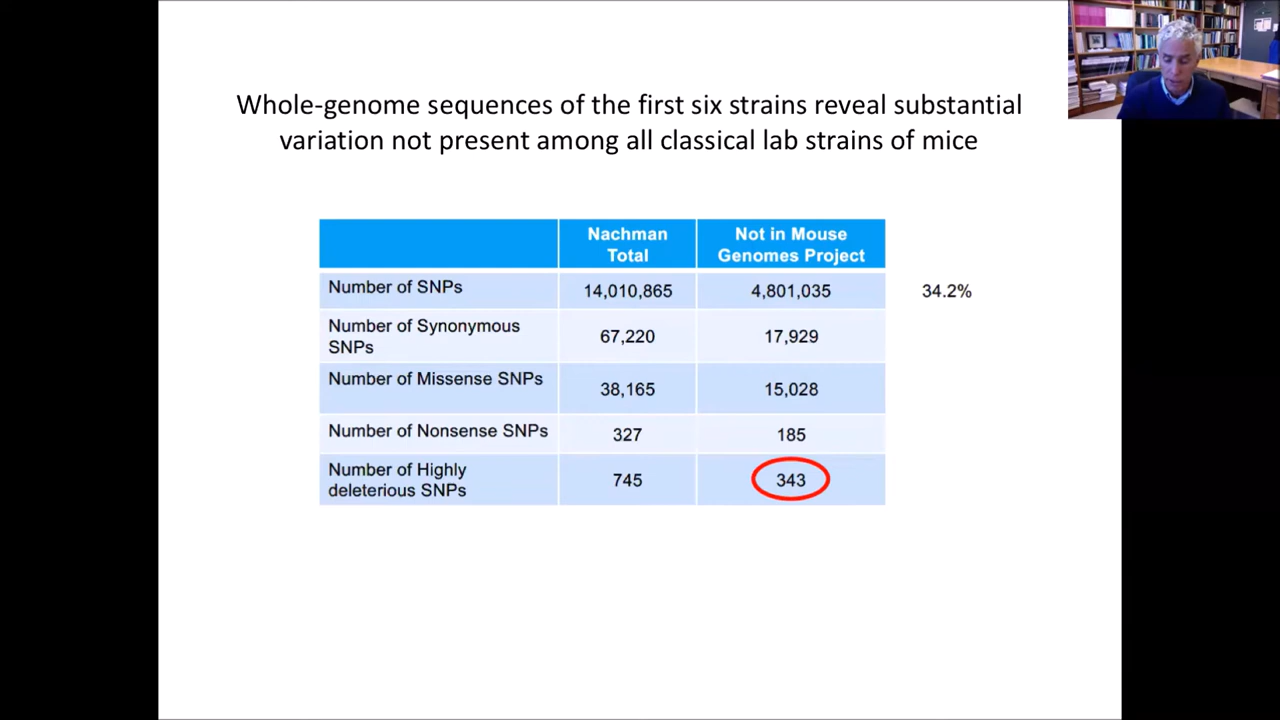 Whole-genome sequences of the first six strains reveal substantial
variation not present among all classical lab strains of mice
Nachman
Total
Not in Mouse
Genomes Project
Number of SNPs
14,010,865
4,801,035
34.2%
Number of Synonymous
SNPs
67,220
17,929
Number of Missense SNPs
38,165
15,028
Number of Nonsense SNPs
327
185
Number of Highly
deleterious SNPs
745
343